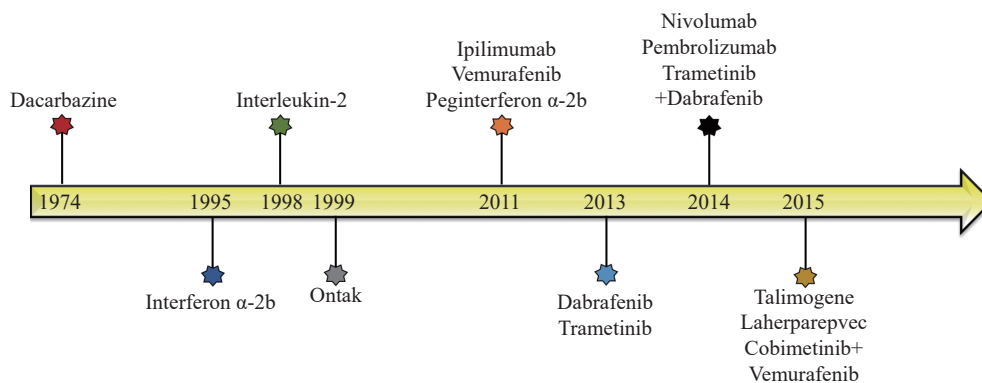 Nivolumab
Pembrolizumab
Trametinib
+Dabrafenib
Ipilimumab
Vemurafenib
Peginterferon α-2b
Dacarbazine
Interleukin-2
1974
1995
1998
1999
2011
2013
2014
2015
Interferon α-2b
Ontak
Dabrafenib
Trametinib
Talimogene
Laherparepvec
Cobimetinib+
Vemurafenib